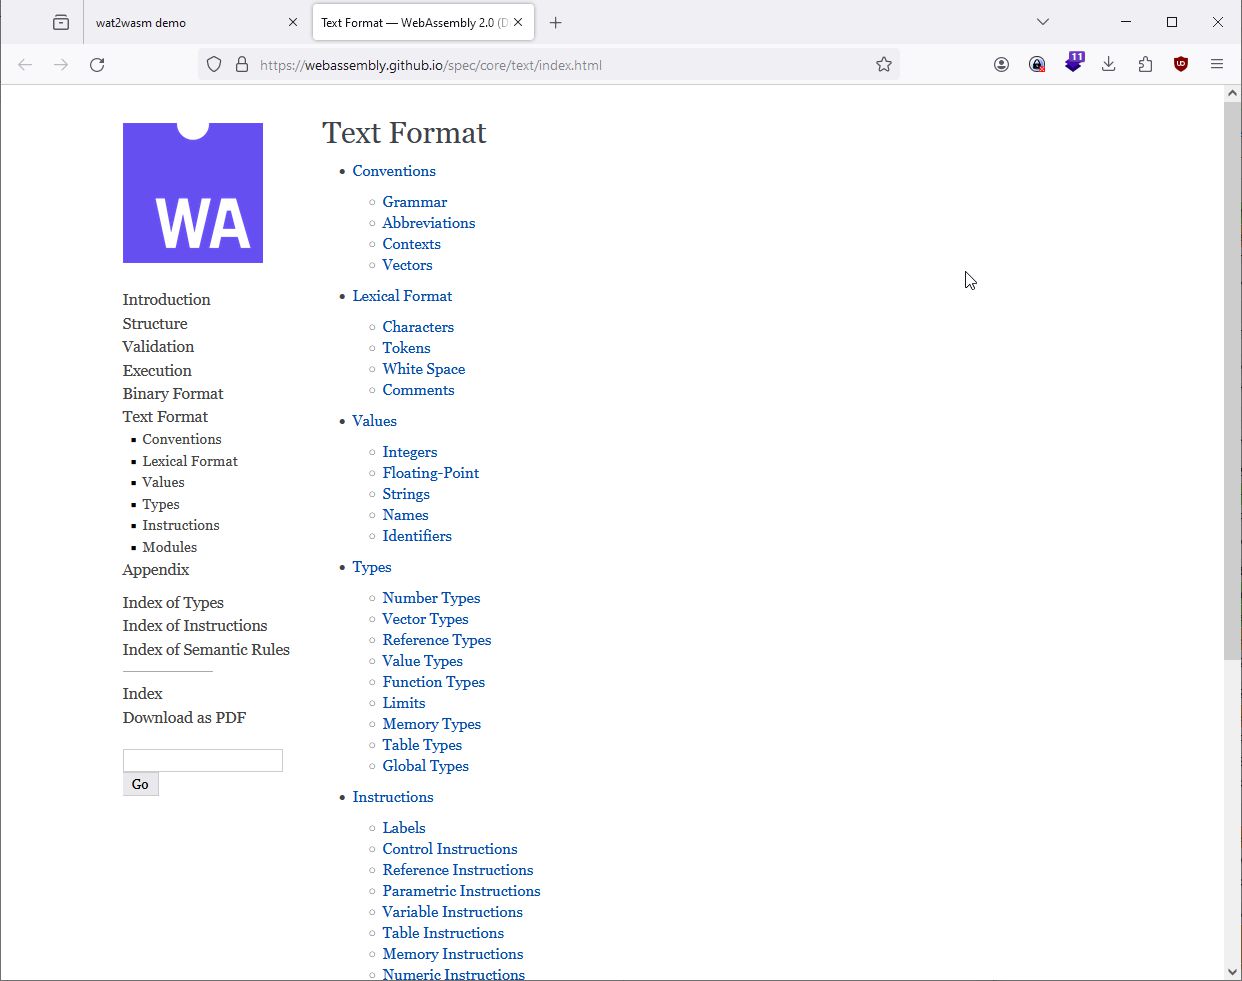 wat2wasm demo
Text Format — WebAssembly 2.0 (D
https://webassembly.github.io/spec/core/text/index.html
11
WA
Introduction
Structure
Validation
Execution
Binary Format
Text Format
Conventions
Lexical Format
Values
Types
Instructions
Modules
Appendix
Index of Types
Index of Instructions
Index of Semantic Rules
Index
Download as PDF
Go
Text Format
Conventions
Grammar
Abbreviations
Contexts
Vectors
Lexical Format
Characters
Tokens
White Space
Comments
Values
Integers
Floating-Point
Strings
Names
Identifiers
Types
Number Types
Vector Types
Reference Types
Value Types
Function Types
Limits
Memory Types
Table Types
Global Types
Instructions
Labels
Control Instructions
Reference Instructions
Parametric Instructions
Variable Instructions
Table Instructions
Memory Instructions
Numeric Instructions